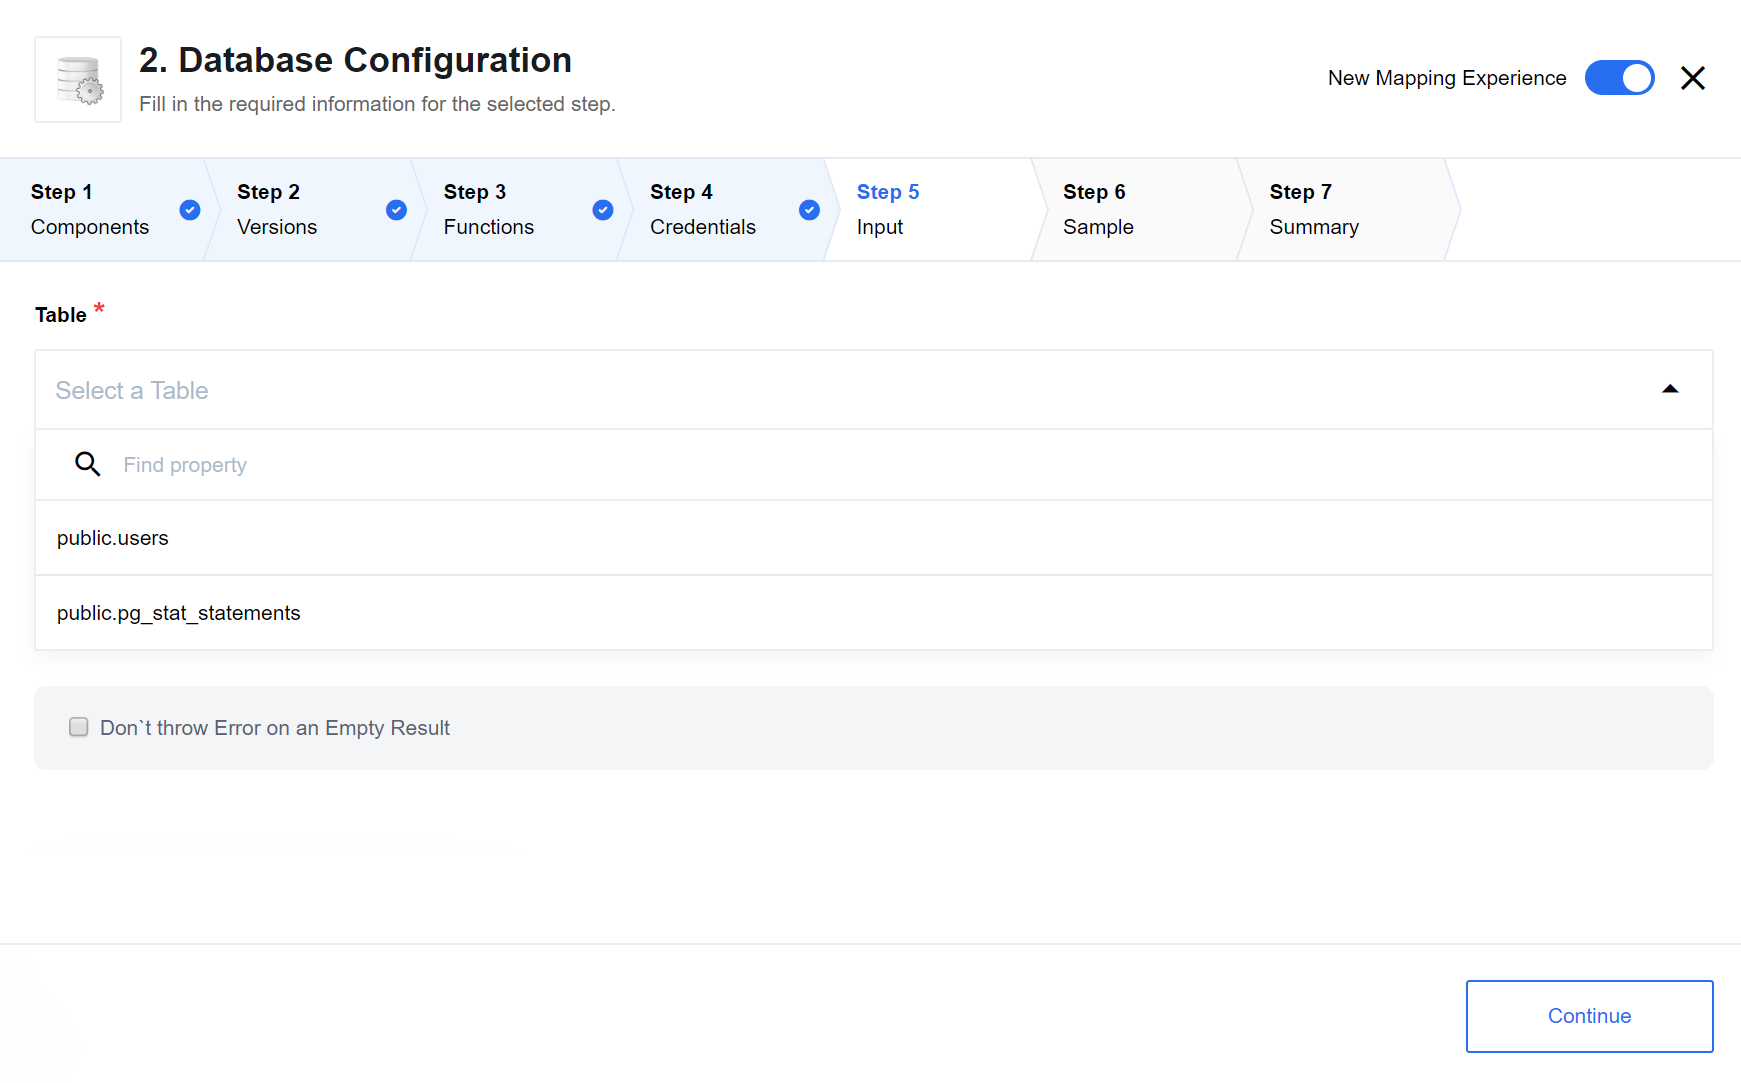 2. Database Configuration
Fill in the required information for the selected step.
New Mapping Experience
Step 1
Components
Step 2
Versions
Step 3
Functions
Step 4
Credentials
Step 5
Input
Step 6
Sample
Step 7
Summary
Table *
Select a Table
Find property
public.users
public.pg_stat_statements
Don`t throw Error on an Empty Result
Continue